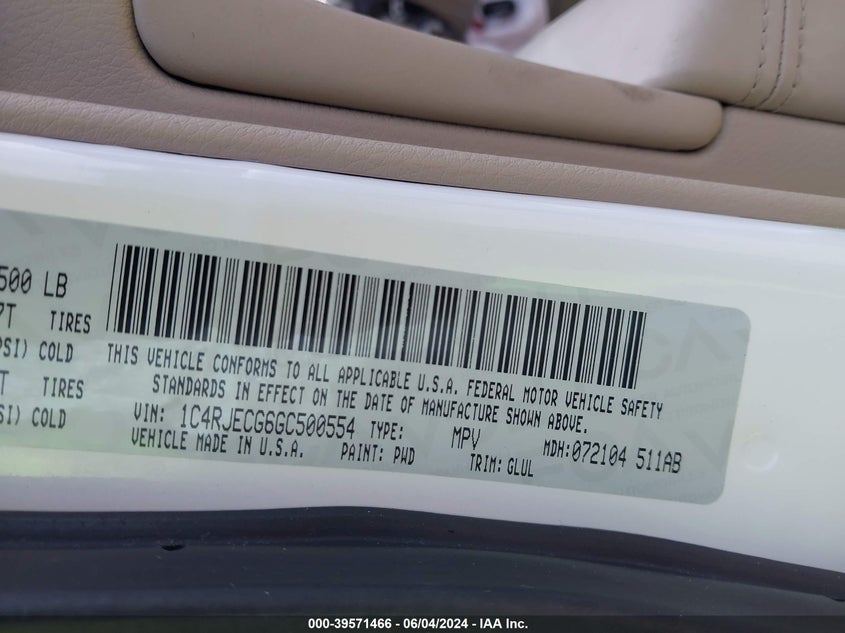 500 LB
TIRES
PSI) COLD
THIS VEHICLE CONFORMS TO ALL APPLICABLE U.S.A. FEDERAL MOTOR VEHICLE SAFETY
STANDARDS IN EFFECT ON THE DATE OF MANUFACTURE SHOWN ABOVE.
T TIRES
SI) COLD
VIN: 1C4RJECG6GC500554 TYPE: MPV MDH:072104 511AB
VEHICLE MADE IN U.S.A. PAINT: PWD TRIM: GLUL
000-39571466 - 06/04/2024 - IAA Inc.